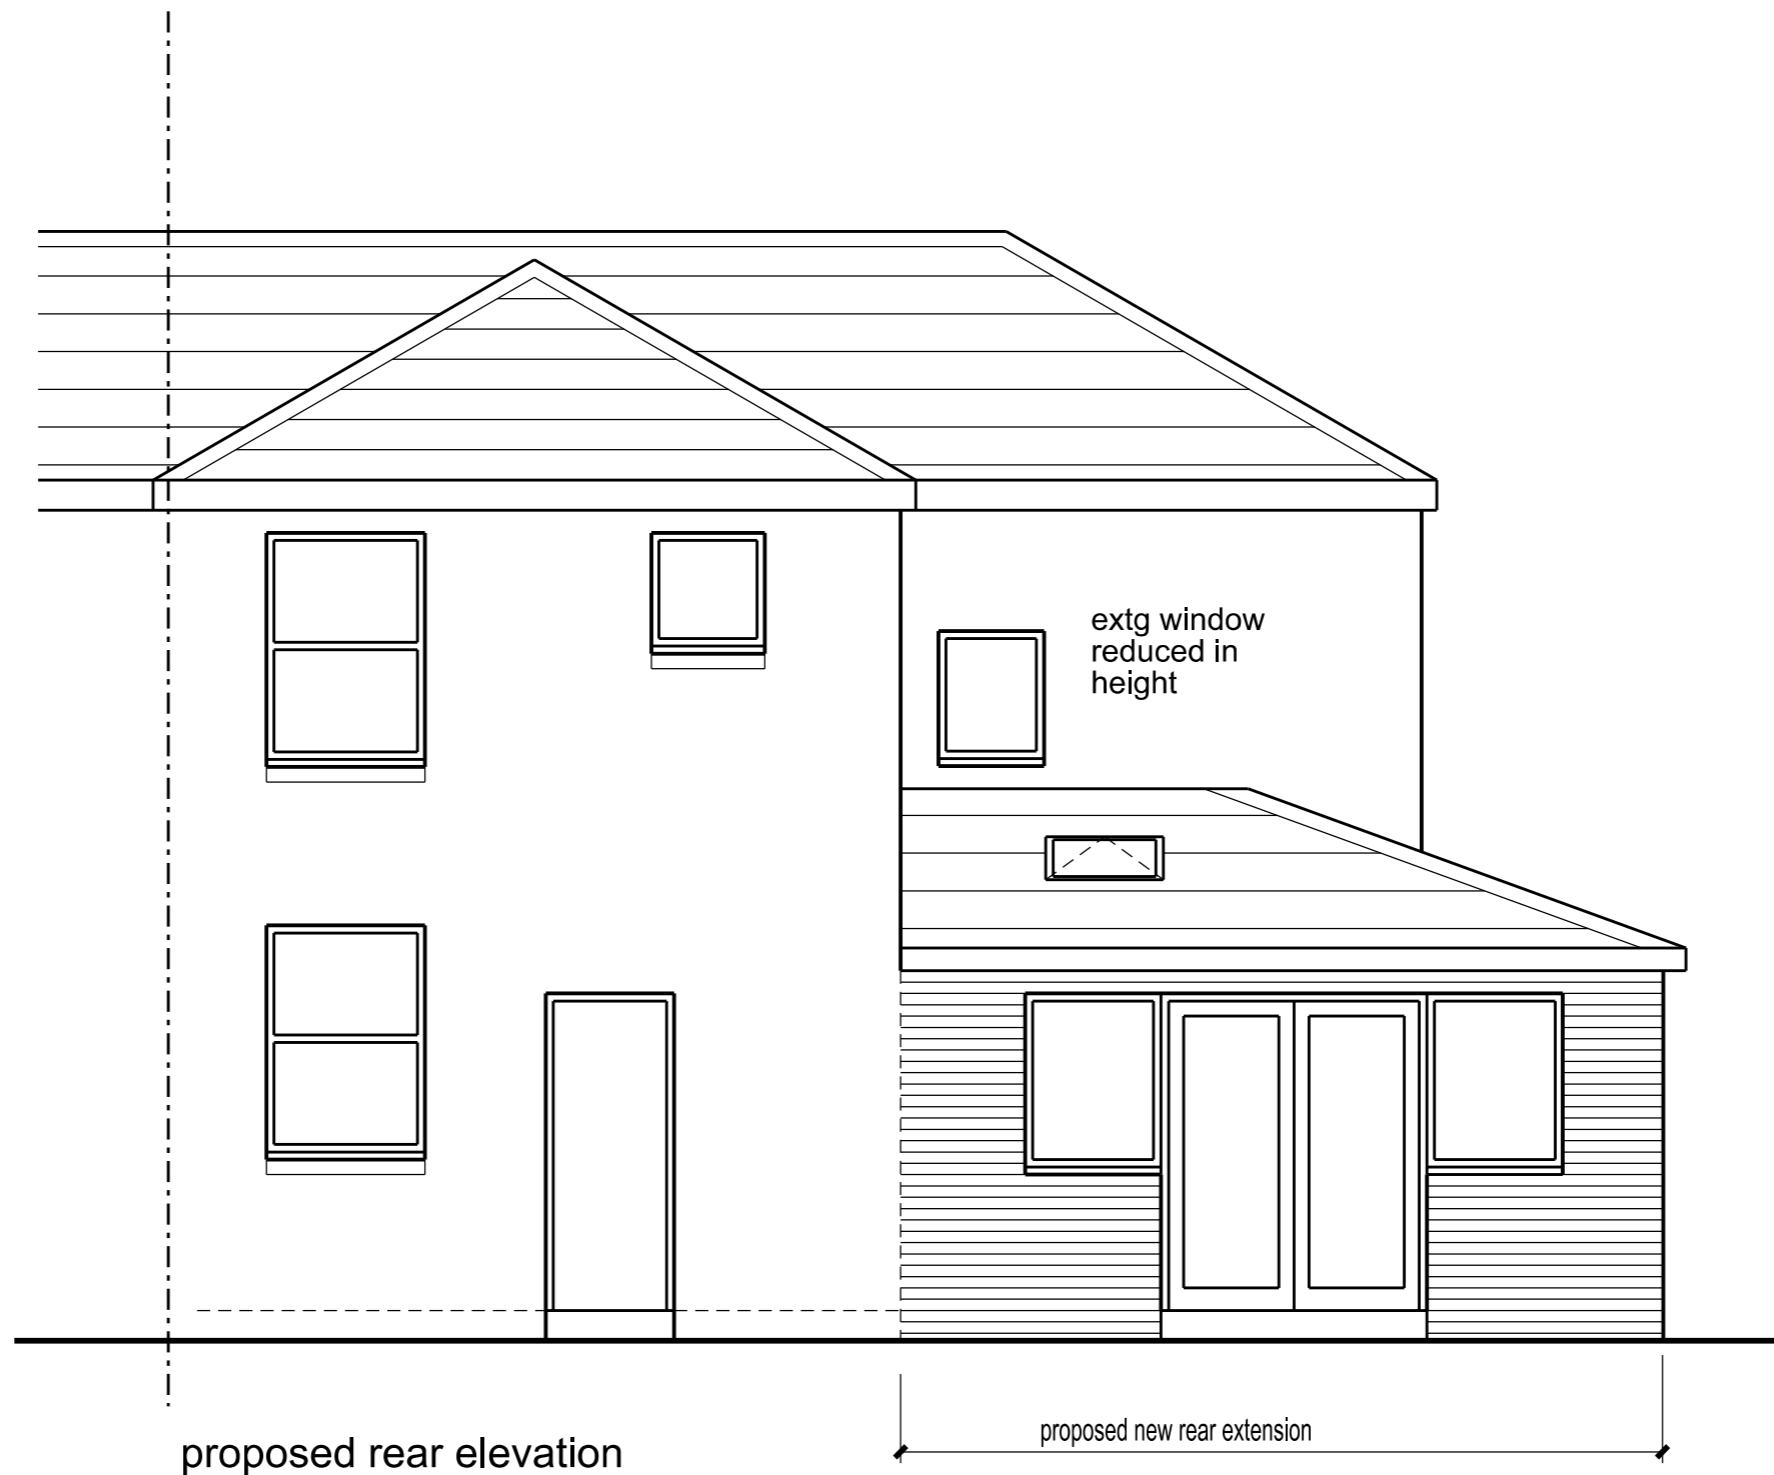 extg window
reduced in
height
proposed new rear extension
proposed rear elevation